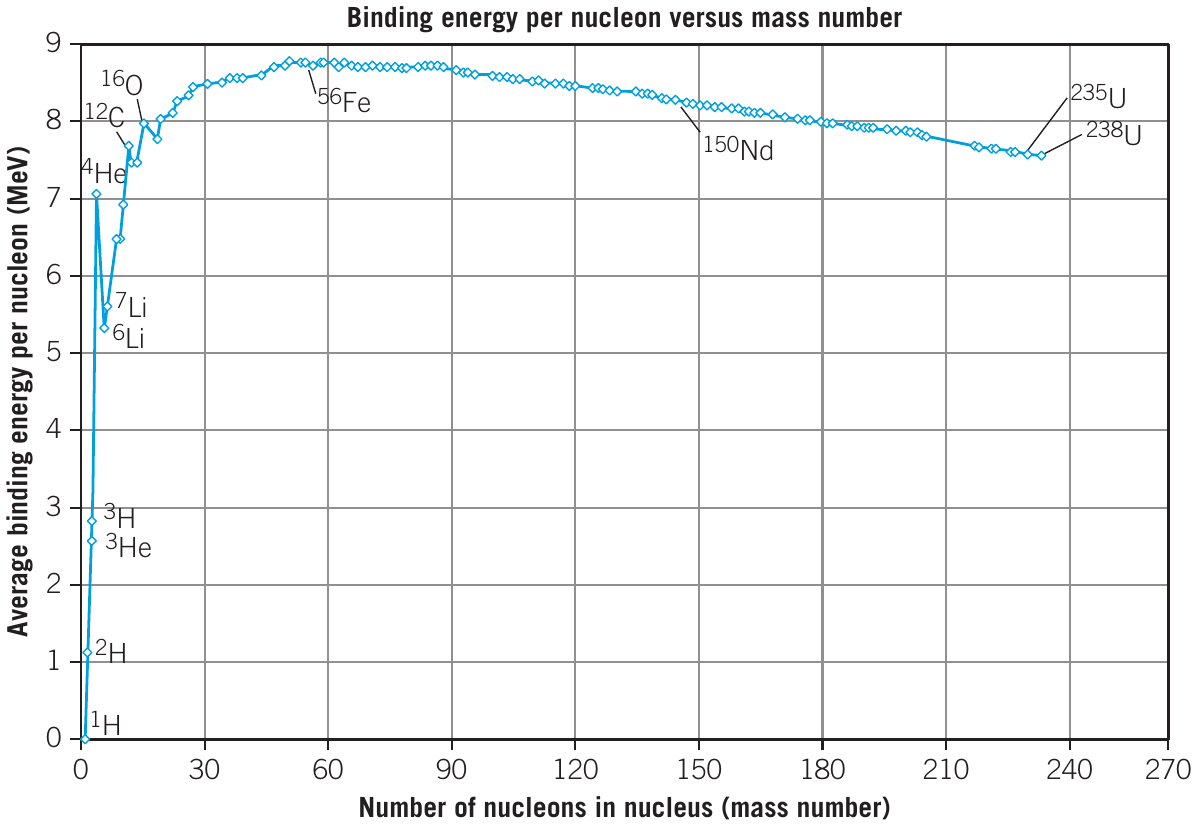 Binding energy per nucleon versus mass number
Average binding energy per nucleon (MeV)
9
8
7
6
5
4
3
2
1
0
¹⁶O
¹²C
⁴He
⁵⁶Fe
¹⁵⁰Nd
²³⁵U
²³⁸U
⁷Li
⁶Li
³H
³He
²H
¹H
0 30 60 90 120 150 180 210 240 270
Number of nucleons in nucleus (mass number)